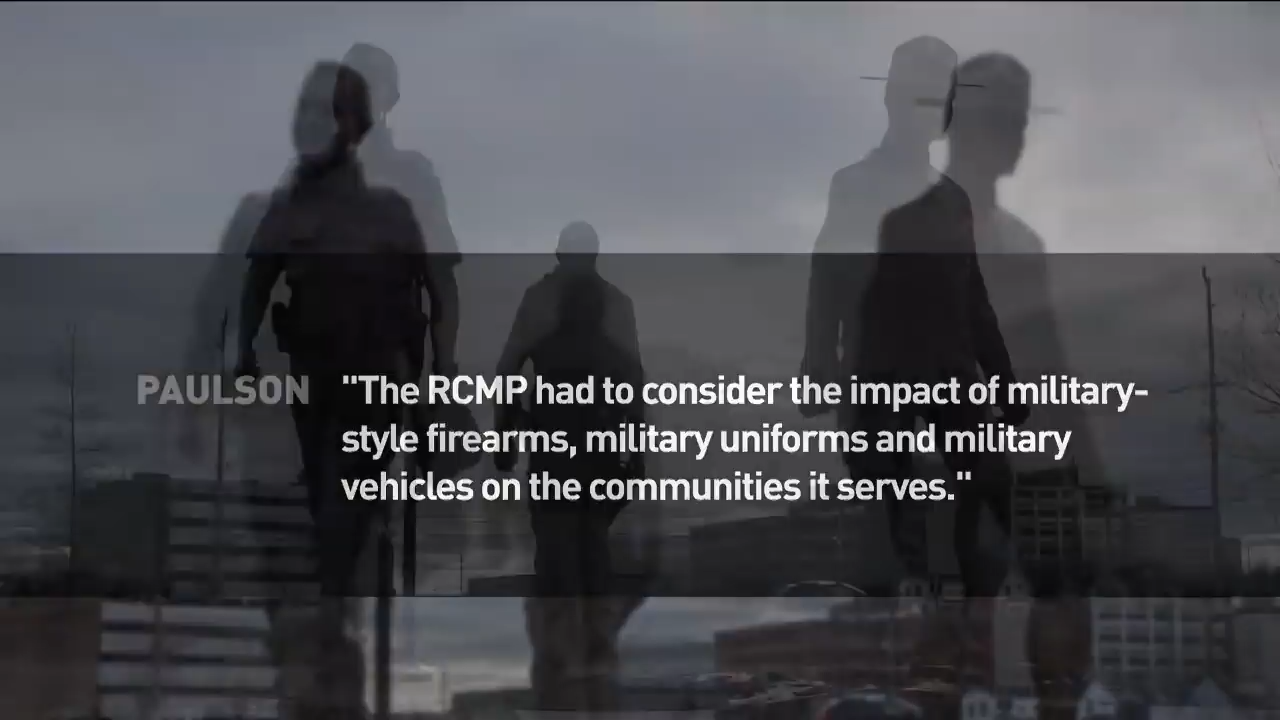 PAULSON "The RCMP had to consider the impact of military-
style firearms, military uniforms and military
vehicles on the communities it serves."